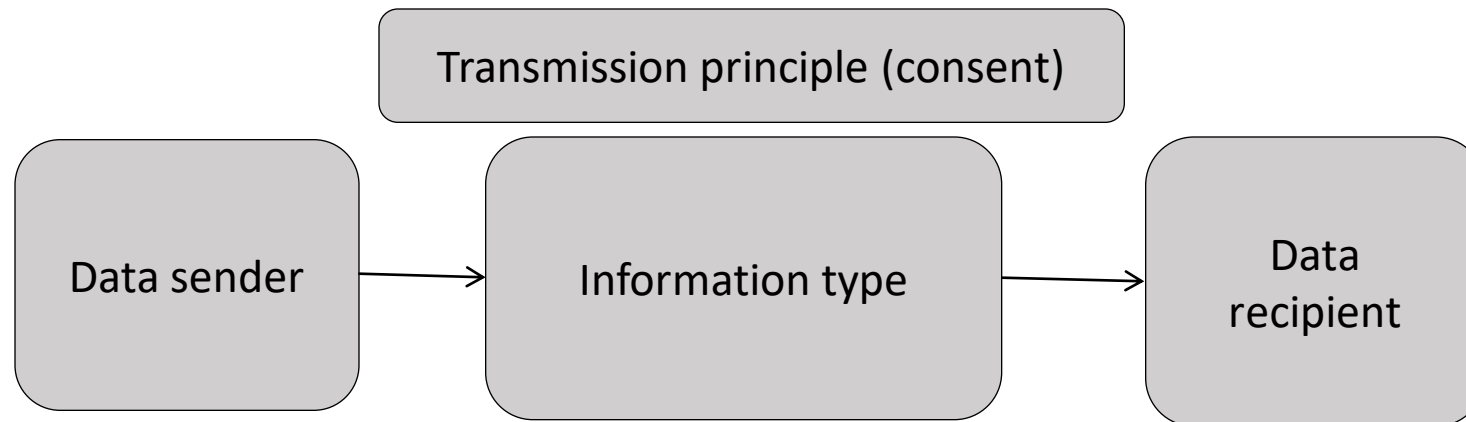 Transmission principle (consent)
Data sender
Information type
Data
recipient